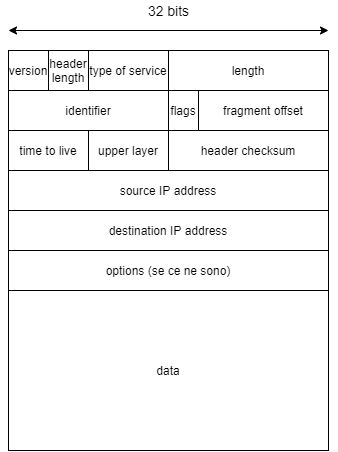 32 bits
version header length type of service length
identifier flags fragment offset
time to live upper layer header checksum
source IP address
destination IP address
options (se ce ne sono)
data